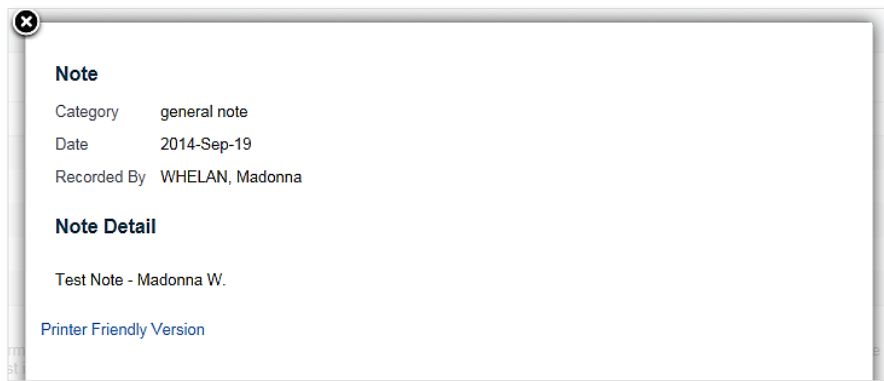 Note
Category general note
Date 2014-Sep-19
Recorded By WHELAN, Madonna
Note Detail
Test Note - Madonna W.
Printer Friendly Version